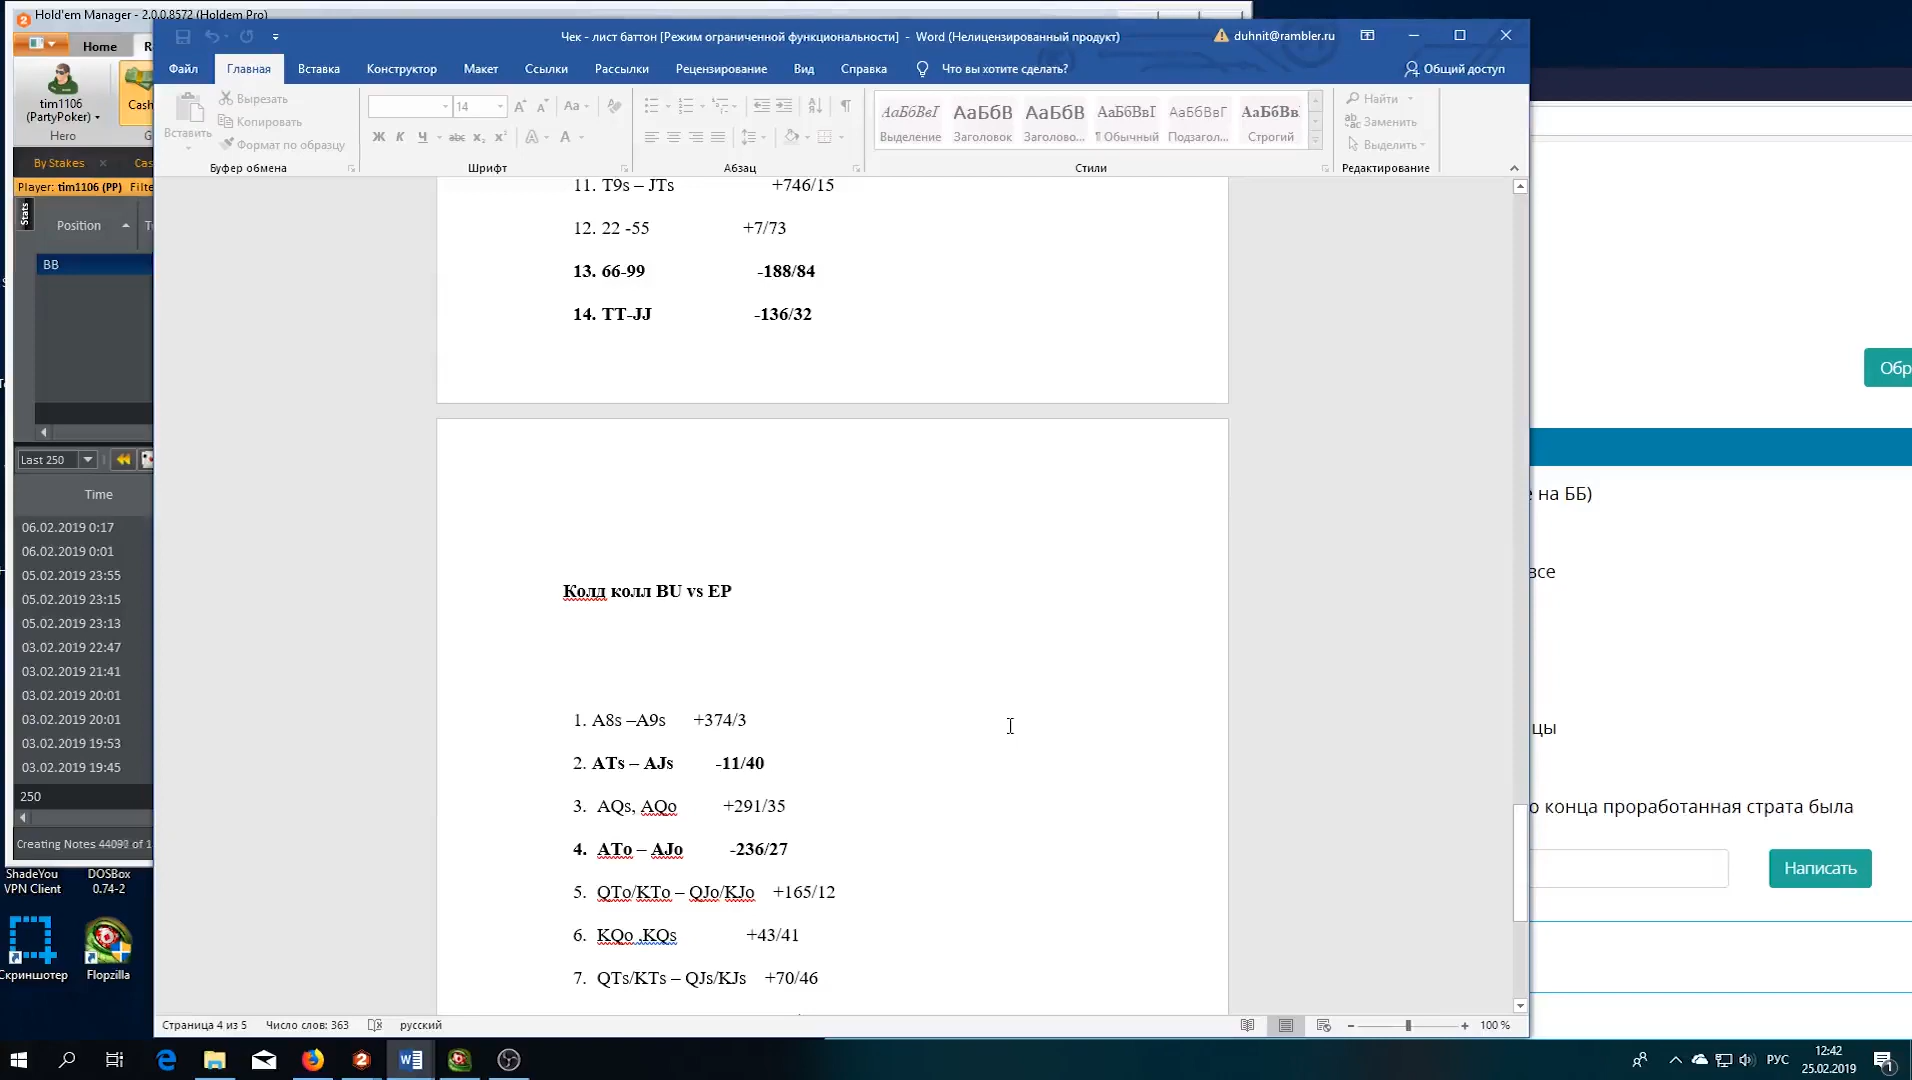 Hold'em Manager - 2.0.0.8572 (Holdem Pro)
Чек - лист баттон [Режим ограниченной функциональности] - Word (Нелицензированный продукт)
duhnit@rambler.ru
Home
Файл Главная Вставка Конструктор Макет Ссылки Рассылки Рецензирование Вид Справка Что вы хотите сделать? Общий доступ
tim1106
(PartyPoker)
Hero
Cash
Вставить
Вырезать
Копировать
Формат по образцу
Буфер обмена
14
Aa
Ж К Ч abc x₂ x²
Шрифт
Абзац
АаБбВвГ АаБбВ АаБбВ АаБбВвГ АаБбВвГ АаБбВв
Выделение Заголовок Заголово... ¶ Обычный Подзагол... Строгий
Стили
Найти
Заменить
Выделить
Редактирование
By Stakes
Player: tim1106 (PP)
Stats
Position
BB
Last 250
Time
06.02.2019 0:17
06.02.2019 0:01
05.02.2019 23:55
05.02.2019 23:15
05.02.2019 23:13
03.02.2019 22:47
03.02.2019 21:41
03.02.2019 20:01
03.02.2019 20:01
03.02.2019 19:53
03.02.2019 19:45
250
Creating Notes 44090 of 1
11. T9s – JTs +746/15
12. 22 -55 +7/73
13. 66-99 -188/84
14. TT-JJ -136/32
Колд колл BU vs EP
1. A8s –A9s +374/3
2. ATs – AJs -11/40
3. AQs, AQo +291/35
4. ATo – AJo -236/27
5. QTo/KTo – QJo/KJo +165/12
6. KQo ,KQs +43/41
7. QTs/KTs – QJs/KJs +70/46
Страница 4 из 5 Число слов: 363 русский
100 %
на ББ)
все
конца проработанная страта была
Написать
ShadeYou
VPN Client
DOSBox
0.74-2
Скриншотер
Flopzilla
РУС
12:42
25.02.2019
1